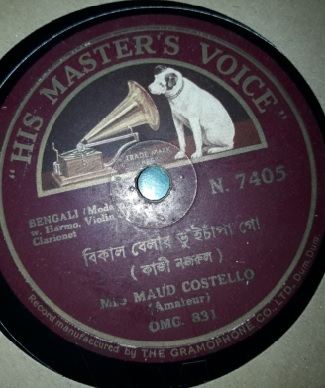 "HIS MASTER'S VOICE"
TRADE MARK
BENGALI
w. Harmo. Violin
Clarionet
N. 7405
বিকাল বেলার ভুঁইচাঁপা গো
( কাজী নজরুল )
MISS MAUD COSTELLO
(Amateur)
OMC. 831
Record manufactured by THE GRAMOPHONE CO., LTD., Dum Dum.